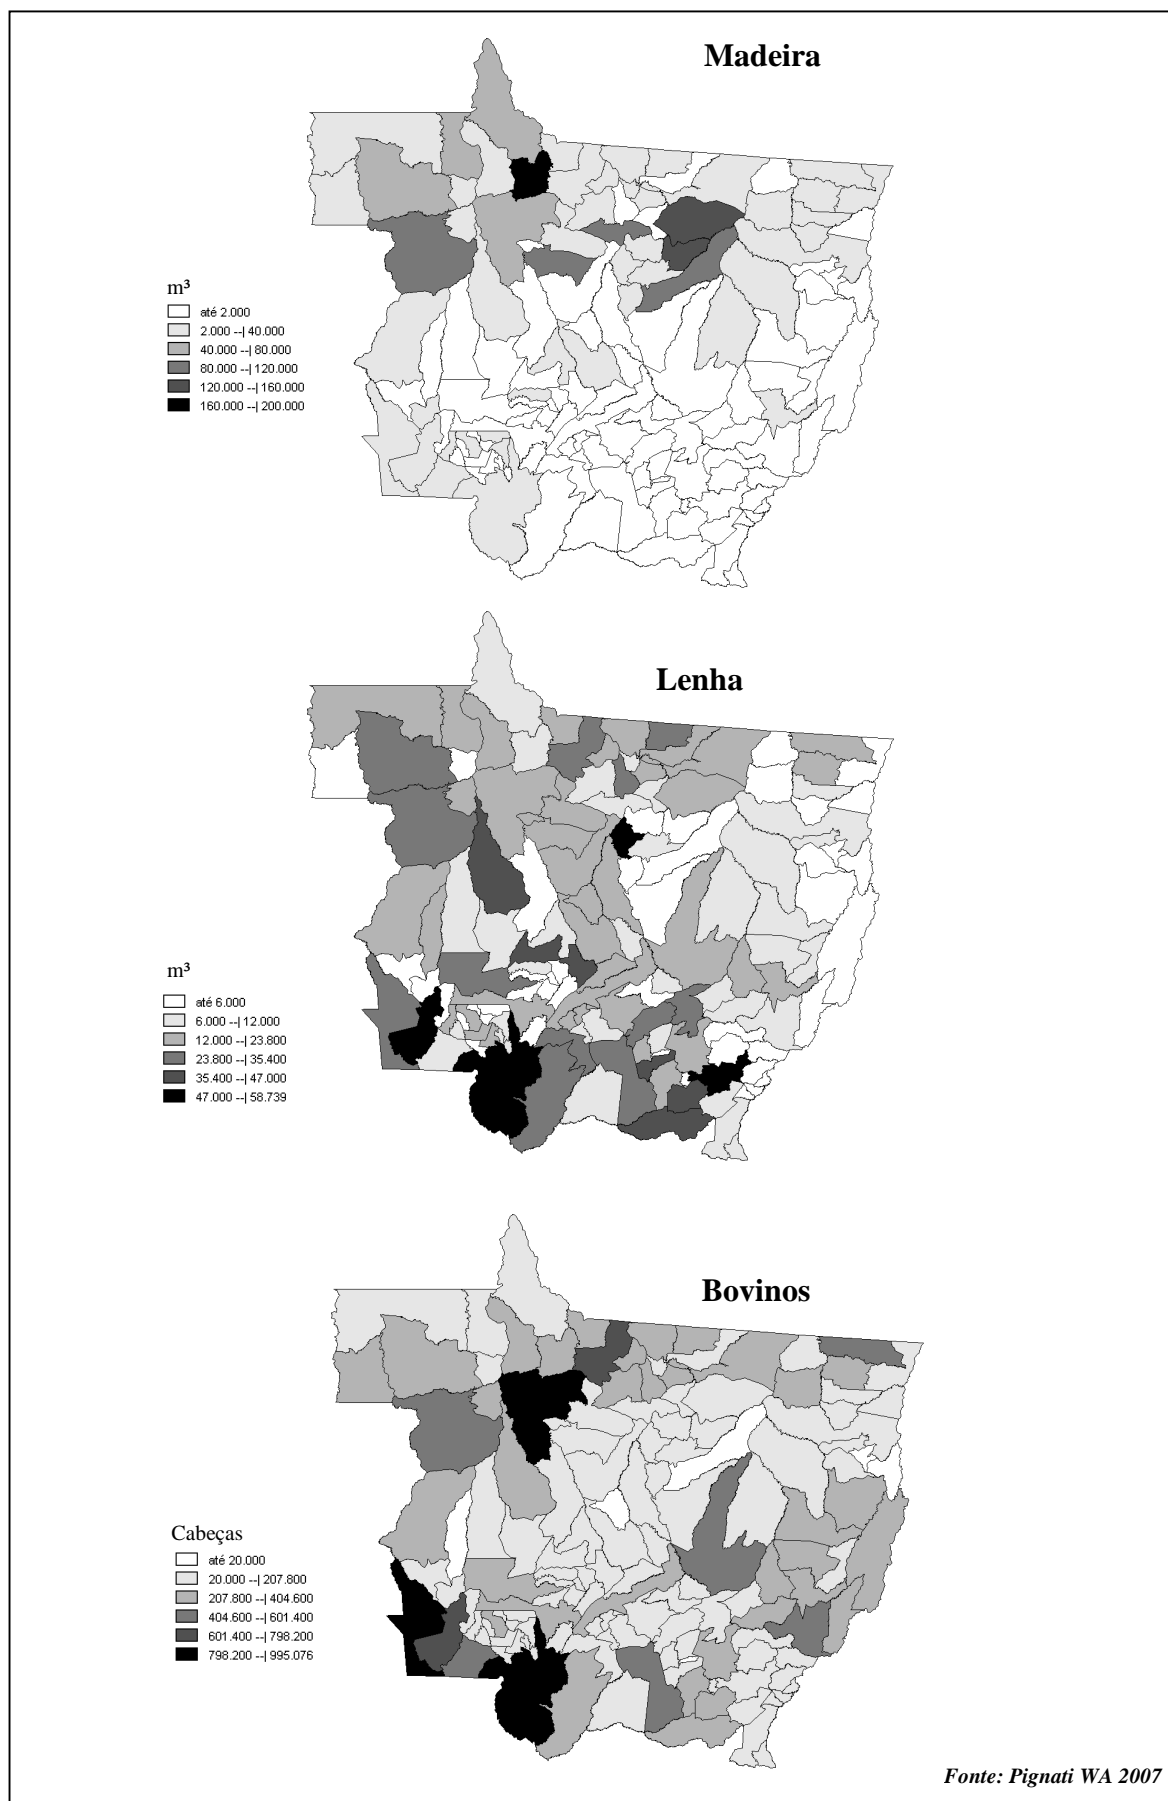 Madeira
m³
até 2.000
2.000 --| 40.000
40.000 --| 80.000
80.000 --| 120.000
120.000 --| 160.000
160.000 --| 200.000
Lenha
m³
até 6.000
6.000 --| 12.000
12.000 --| 23.800
23.800 --| 35.400
35.400 --| 47.000
47.000 --| 58.739
Bovinos
Cabeças
até 20.000
20.000 --| 207.800
207.800 --| 404.600
404.600 --| 601.400
601.400 --| 798.200
798.200 --| 995.076
Fonte: Pignati WA 2007